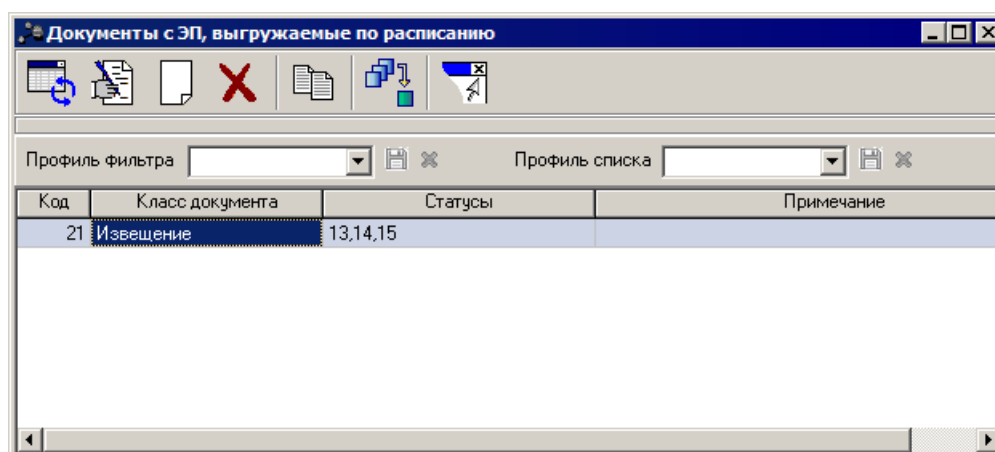 Документы с ЭП, выгружаемые по расписанию
Профиль фильтра Профиль списка
Код Класс документа Статусы Примечание
21 Извещение 13,14,15